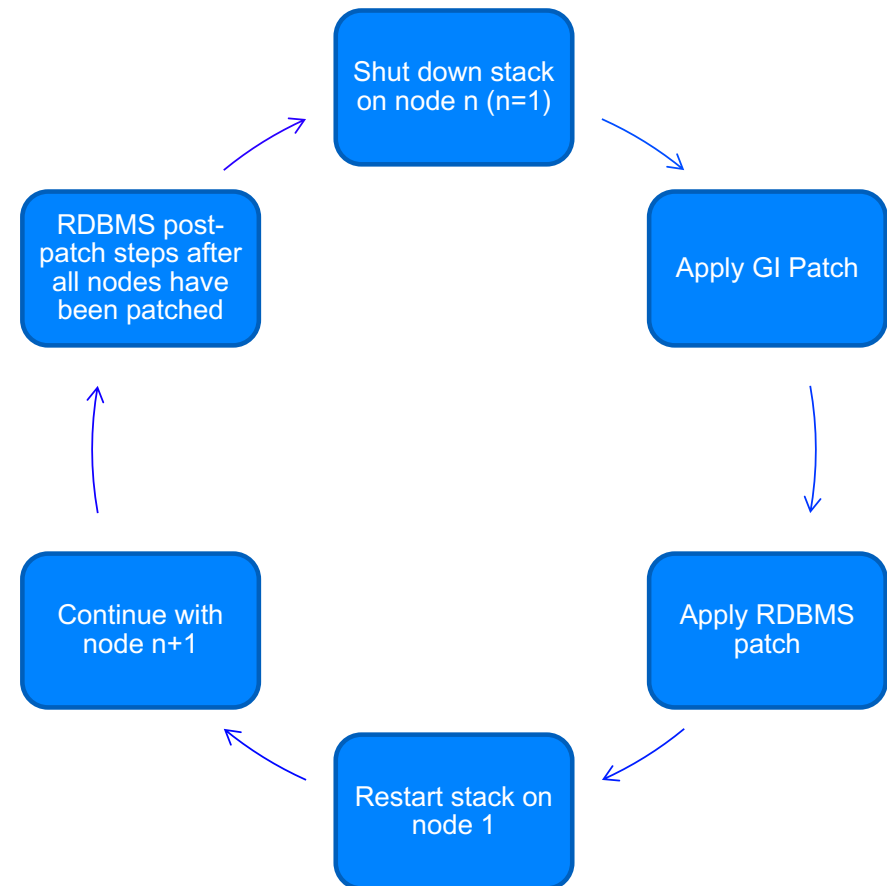 Shut down stack
on node n (n=1)
Apply GI Patch
Apply RDBMS
patch
Restart stack on
node 1
Continue with
node n+1
RDBMS post-
patch steps after
all nodes have
been patched